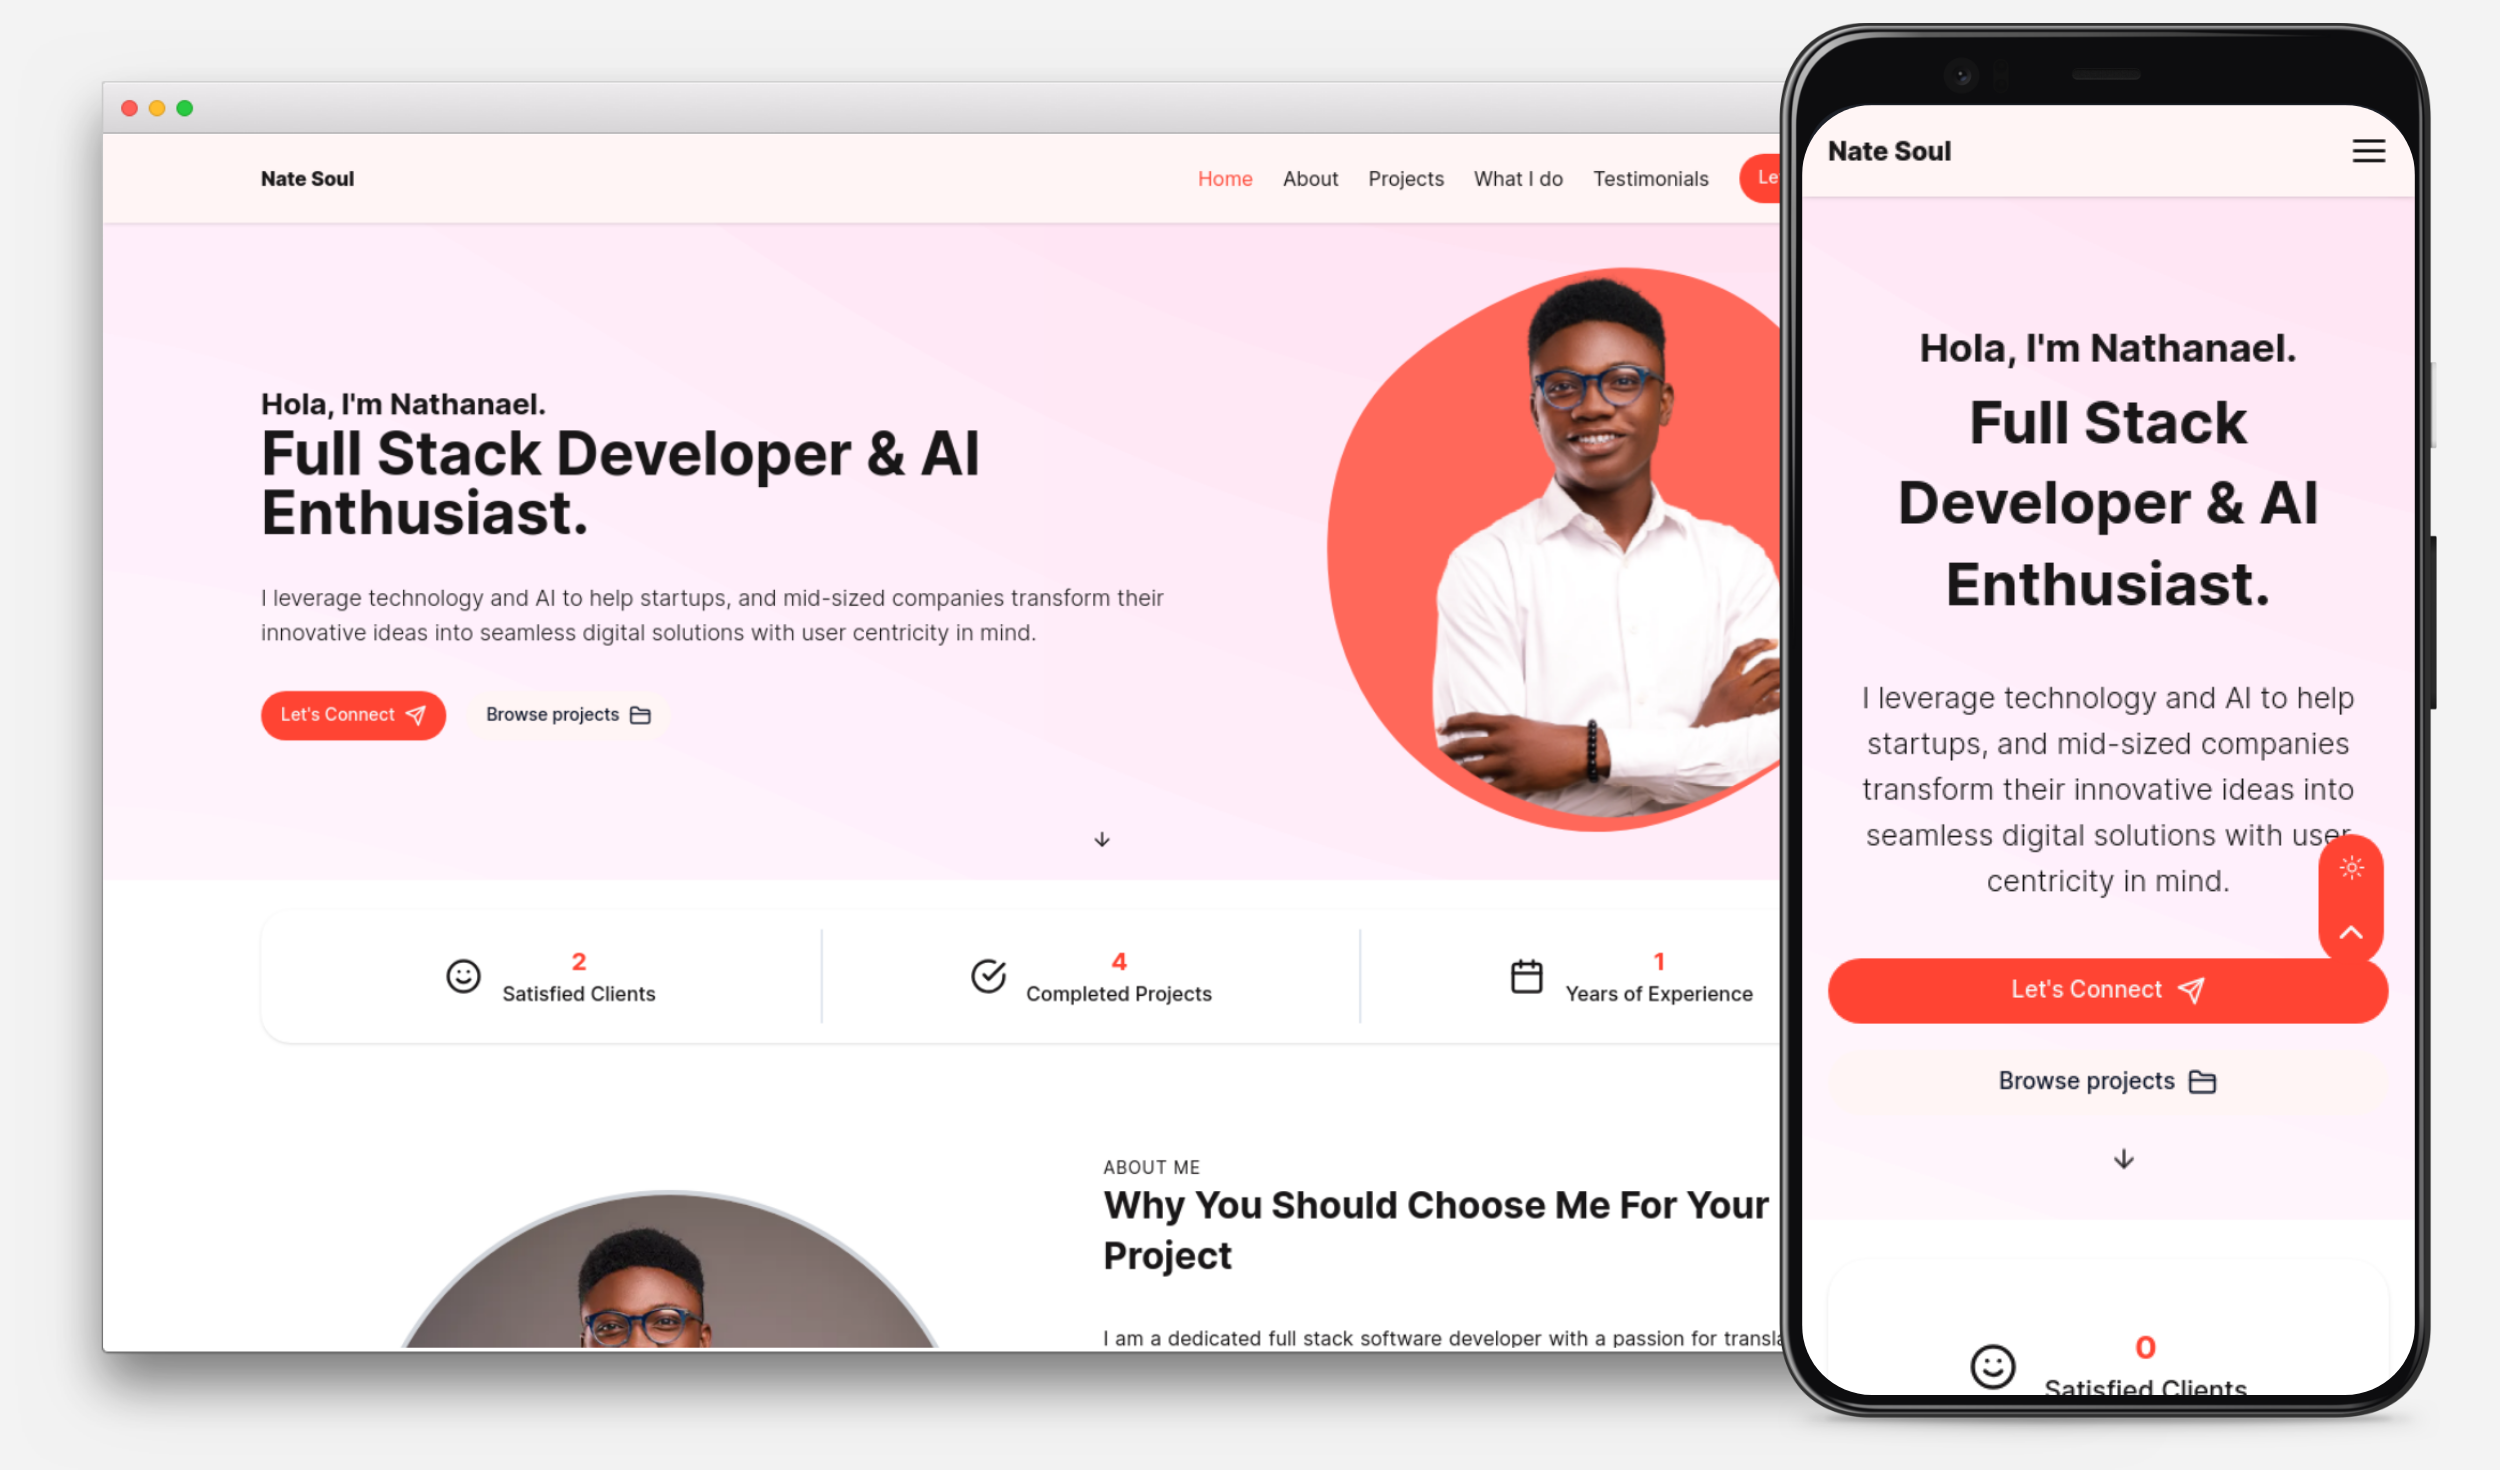 Nate Soul
Home About Projects What I do Testimonials
Hola, I'm Nathanael.
Full Stack Developer & AI
Enthusiast.
I leverage technology and AI to help startups, and mid-sized companies transform their
innovative ideas into seamless digital solutions with user centricity in mind.
Let's Connect
Browse projects
2
Satisfied Clients
4
Completed Projects
1
Years of Experience
ABOUT ME
Why You Should Choose Me For Your
Project
I am a dedicated full stack software developer with a passion for
Nate Soul
Hola, I'm Nathanael.
Full Stack
Developer & AI
Enthusiast.
I leverage technology and AI to help
startups, and mid-sized companies
transform their innovative ideas into
seamless digital solutions with user
centricity in mind.
Let's Connect
Browse projects
0
Satisfied Clients